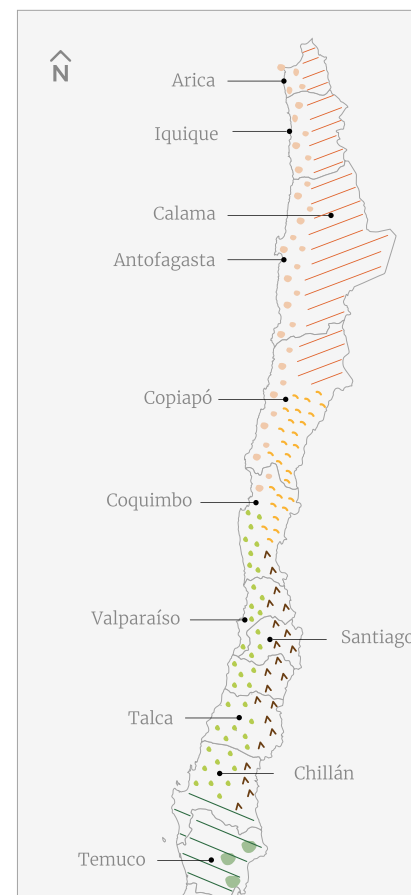 N
Arica
Iquique
Calama
Antofagasta
Copiapó
Coquimbo
Valparaíso
Santiago
Talca
Chillán
Temuco